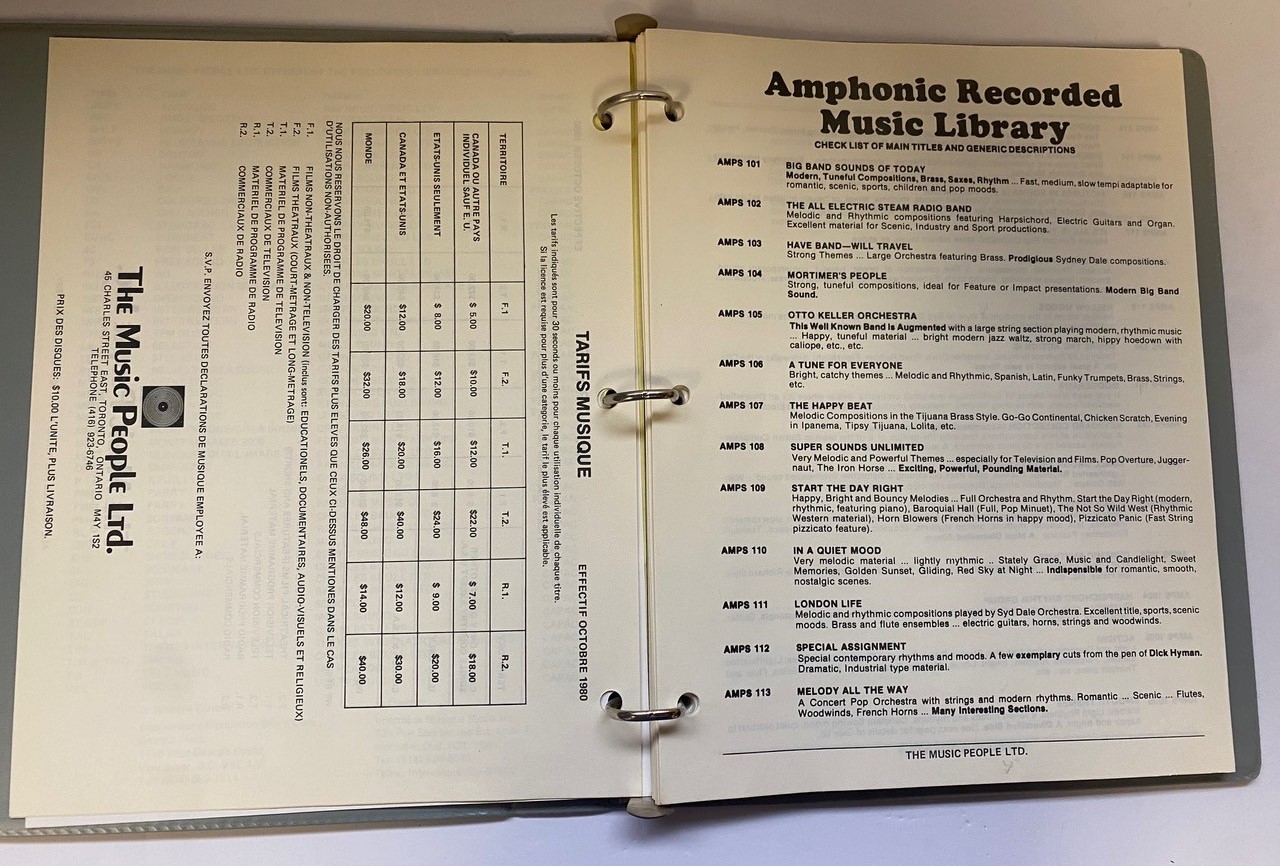 TARIFS MUSIQUE
EFFECTIF OCTOBRE 1980
Les tarifs indiqués sont pour 30 seconds ou moins pour chaque utilisation individuelle de chaque titre.
Si la licence est requise pour plus d'une categorie, le tarif le plus élevé est applicable.
TERRITOIRE F.1 F.2. T.1. T.2. R.1. R.2.
CANADA OU AUTRE PAYS
INDIVIDUEL SAUF E. U. $ 5.00 $10.00 $12.00 $22.00 $ 7.00 $18.00
ETATS-UNIS SEULEMENT $ 8.00 $12.00 $16.00 $24.00 $ 9.00 $20.00
CANADA ET ETATS-UNIS $12.00 $18.00 $20.00 $40.00 $12.00 $30.00
MONDE $20.00 $32.00 $26.00 $48.00 $14.00 $40.00
NOUS NOUS RESERVONS LE DROIT DE CHARGER DES TARIFS PLUS ELEVES QUE CEUX CI-DESSUS MENTIONES DANS LE CAS
D'UTILISATIONS NON-AUTHORISEES.
F.1. FILMS NON-THEATRAUX & NON-TELEVISION (inclus sont: EDUCATIONELS, DOCUMENTAIRES, AUDIO-VISUELS ET RELIGIEUX)
F.2. FILMS THEATRAUX (COURT-METRAGE ET LONG-METRAGE)
T.1. MATERIEL DE PROGRAMME DE TELEVISION
T.2. COMMERCIAUX DE TELEVISION
R.1. MATERIEL DE PROGRAMME DE RADIO
R.2. COMMERCIAUX DE RADIO
S.V.P. ENVOYEZ TOUTES DECLARATIONS DE MUSIQUE EMPLOYEE A:
The Music People Ltd.
45 CHARLES STREET EAST, TORONTO, ONTARIO M4Y 1S2
TELEPHONE (416) 923-6746
PRIX DES DISQUES: $10.00 L'UNITE, PLUS LIVRAISON.
Amphonic Recorded
Music Library
CHECK LIST OF MAIN TITLES AND GENERIC DESCRIPTIONS
AMPS 101 BIG BAND SOUNDS OF TODAY
Modern, Tuneful Compositions, Brass, Saxes, Rhythm ... Fast, medium, slow tempi adaptable for
romantic, scenic, sports, children and pop moods.
AMPS 102 THE ALL ELECTRIC STEAM RADIO BAND
Melodic and Rhythmic compositions featuring Harpsichord, Electric Guitars and Organ.
Excellent material for Scenic, Industry and Sport productions.
AMPS 103 HAVE BAND—WILL TRAVEL
Strong Themes ... Large Orchestra featuring Brass. Prodigious Sydney Dale compositions.
AMPS 104 MORTIMER'S PEOPLE
Strong, tuneful compositions, ideal for Feature or Impact presentations. Modern Big Band
Sound.
AMPS 105 OTTO KELLER ORCHESTRA
This Well Known Band is Augmented with a large string section playing modern, rhythmic music
... Happy, tuneful material ... bright modern jazz waltz, strong march, hippy hoedown with
caliope, etc., etc.
AMPS 106 A TUNE FOR EVERYONE
Bright, catchy themes ... Melodic and Rhythmic, Spanish, Latin, Funky Trumpets, Brass, Strings,
etc.
AMPS 107 THE HAPPY BEAT
Melodic Compositions in the Tijuana Brass Style. Go-Go Continental, Chicken Scratch, Evening
in Ipanema, Tipsy Tijuana, Lolita, etc.
AMPS 108 SUPER SOUNDS UNLIMITED
Very Melodic and Powerful Themes ... especially for Television and Films. Pop Overture, Jugger-
naut, The Iron Horse ... Exciting, Powerful, Pounding Material.
AMPS 109 START THE DAY RIGHT
Happy, Bright and Bouncy Melodies ... Full Orchestra and Rhythm. Start the Day Right (modern,
rhythmic, featuring piano), Baroquial Hall (Full, Pop Minuet), The Not So Wild West (Rhythmic
Western material), Horn Blowers (French Horns in happy mood), Pizzicato Panic (Fast String
pizzicato feature).
AMPS 110 IN A QUIET MOOD
Very melodic material ... lightly rhythmic .. Stately Grace, Music and Candlelight, Sweet
Memories, Golden Sunset, Gliding, Red Sky at Night ... Indispensible for romantic, smooth,
nostalgic scenes.
AMPS 111 LONDON LIFE
Melodic and rhythmic compositions played by Syd Dale Orchestra. Excellent title, sports, scenic
moods. Brass and flute ensembles ... electric guitars, horns, strings and woodwinds.
AMPS 112 SPECIAL ASSIGNMENT
Special contemporary rhythms and moods. A few exemplary cuts from the pen of Dick Hyman.
Dramatic, Industrial type material.
AMPS 113 MELODY ALL THE WAY
A Concert Pop Orchestra with strings and modern rhythms. Romantic ... Scenic ... Flutes,
Woodwinds, French Horns ... Many Interesting Sections.
THE MUSIC PEOPLE LTD.